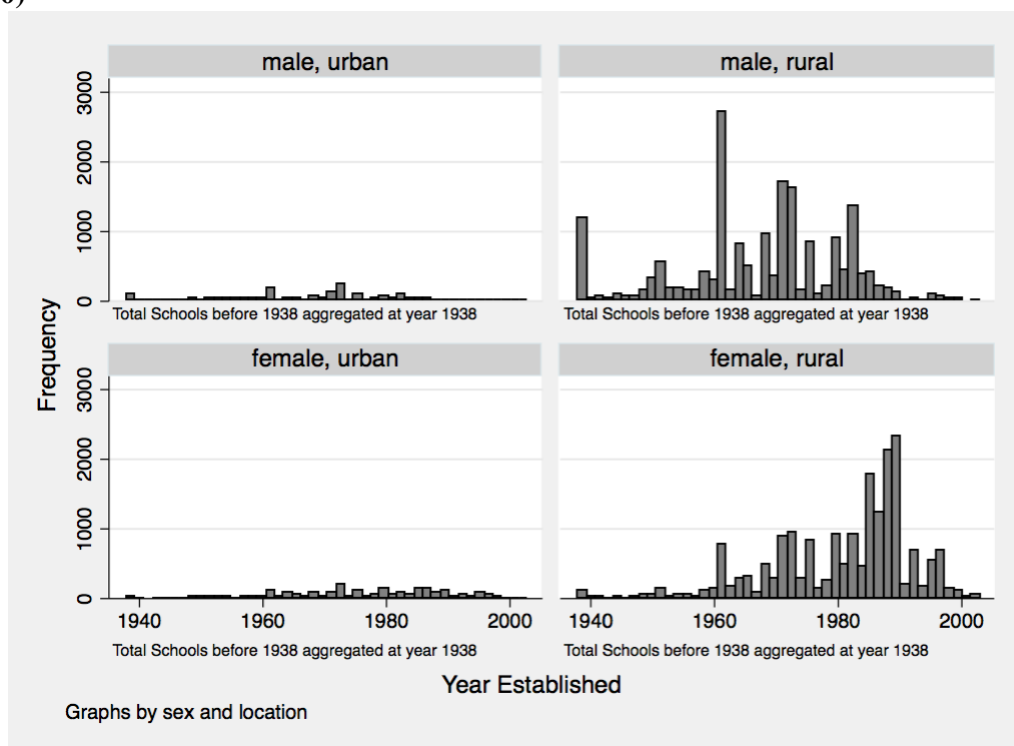 male, urban
male, rural
3000
2000
1000
0
Total Schools before 1938 aggregated at year 1938
Total Schools before 1938 aggregated at year 1938
Frequency
female, urban
female, rural
3000
2000
1000
0
1940 1960 1980 2000
1940 1960 1980 2000
Total Schools before 1938 aggregated at year 1938
Total Schools before 1938 aggregated at year 1938
Year Established
Graphs by sex and location